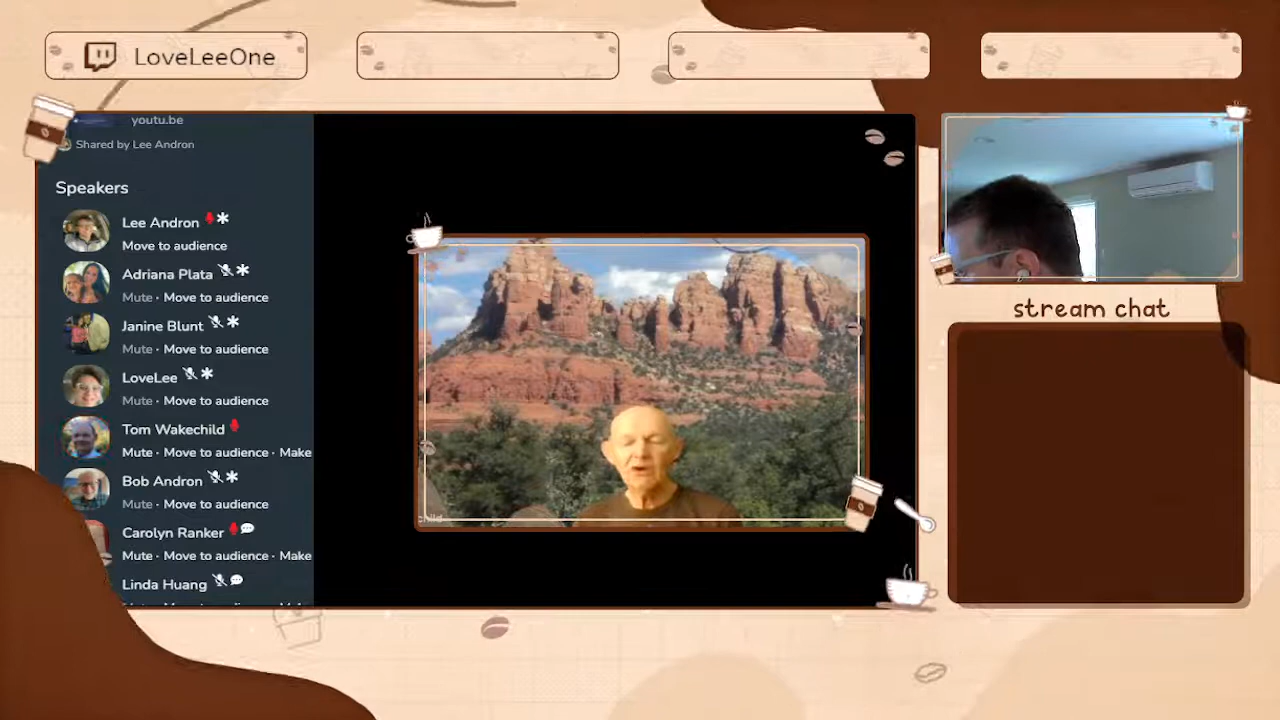 LoveLeeOne
youtu.be
Shared by Lee Andron
Speakers
Lee Andron
Move to audience
Adriana Plata
Mute · Move to audience
Janine Blunt
Mute · Move to audience
LoveLee
Mute · Move to audience
Tom Wakechild
Mute · Move to audience · Make
Bob Andron
Mute · Move to audience
Carolyn Ranker
Mute · Move to audience · Make
Linda Huang
child
stream chat